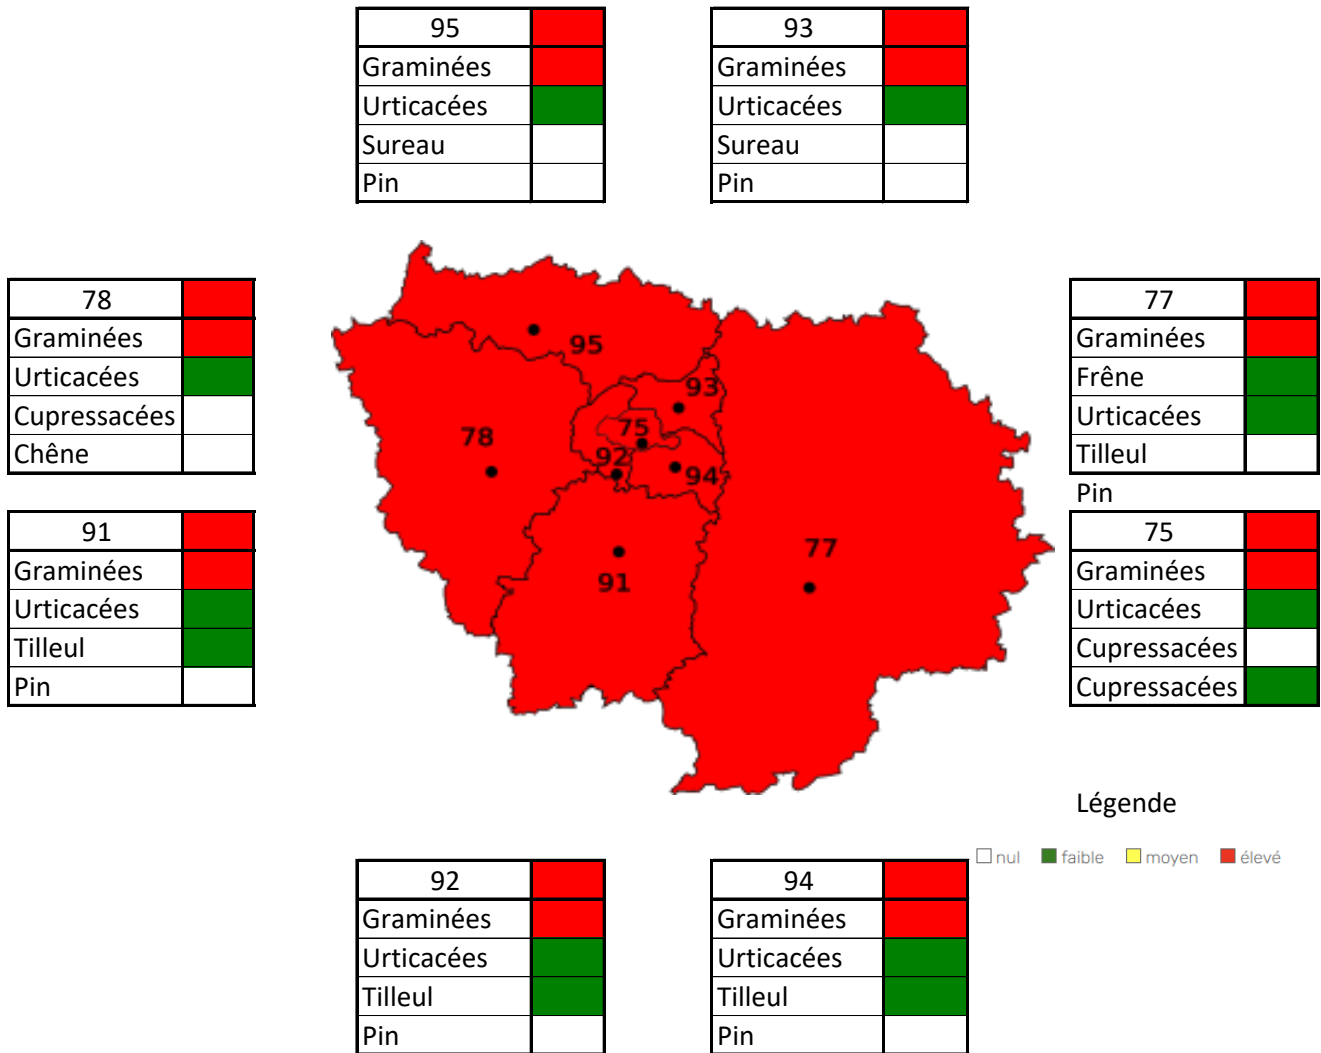 95
Graminées
Urticacées
Sureau
Pin
93
Graminées
Urticacées
Sureau
Pin
78
Graminées
Urticacées
Cupressacées
Chêne
91
Graminées
Urticacées
Tilleul
Pin
95
93
75
78
92
94
77
91
77
Graminées
Frêne
Urticacées
Tilleul
Pin
75
Graminées
Urticacées
Cupressacées
Cupressacées
Légende
nul faible moyen élevé
92
Graminées
Urticacées
Tilleul
Pin
94
Graminées
Urticacées
Tilleul
Pin